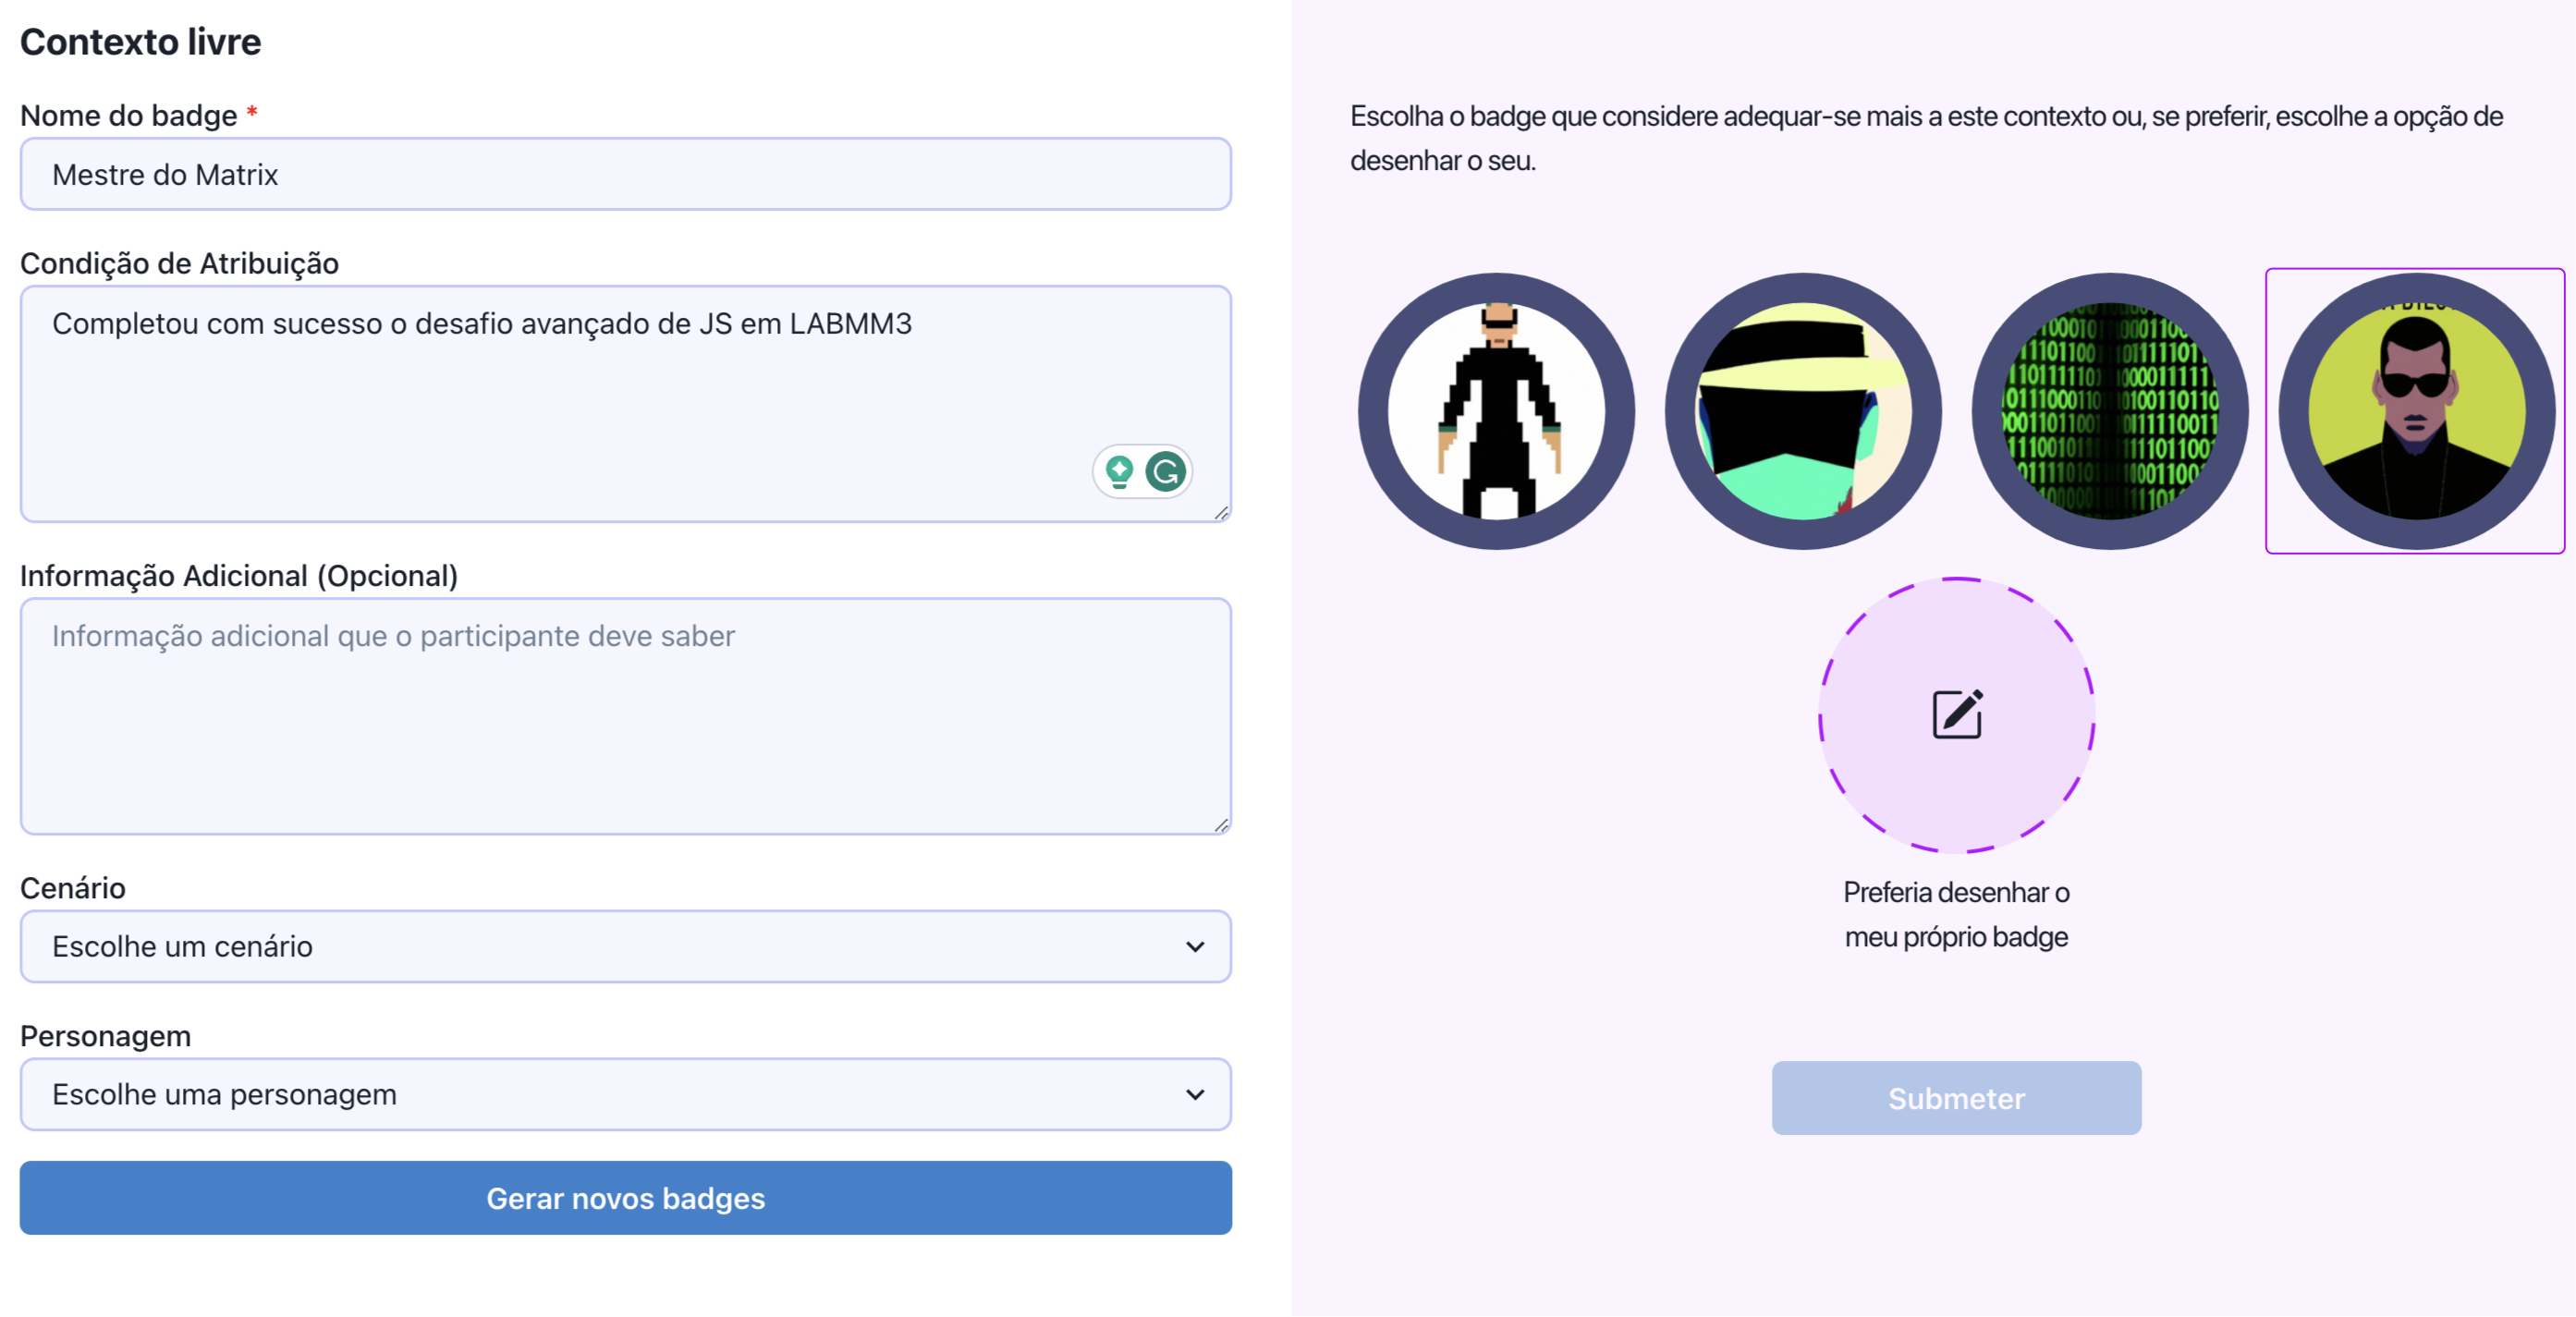 Contexto livre
Nome do badge *
Mestre do Matrix
Condição de Atribuição
Completou com sucesso o desafio avançado de JS em LABMM3
Informação Adicional (Opcional)
Informação adicional que o participante deve saber
Cenário
Escolhe um cenário
Personagem
Escolhe uma personagem
Gerar novos badges
Escolha o badge que considere adequar-se mais a este contexto ou, se preferir, escolhe a opção de
desenhar o seu.
Preferia desenhar o
meu próprio badge
Submeter